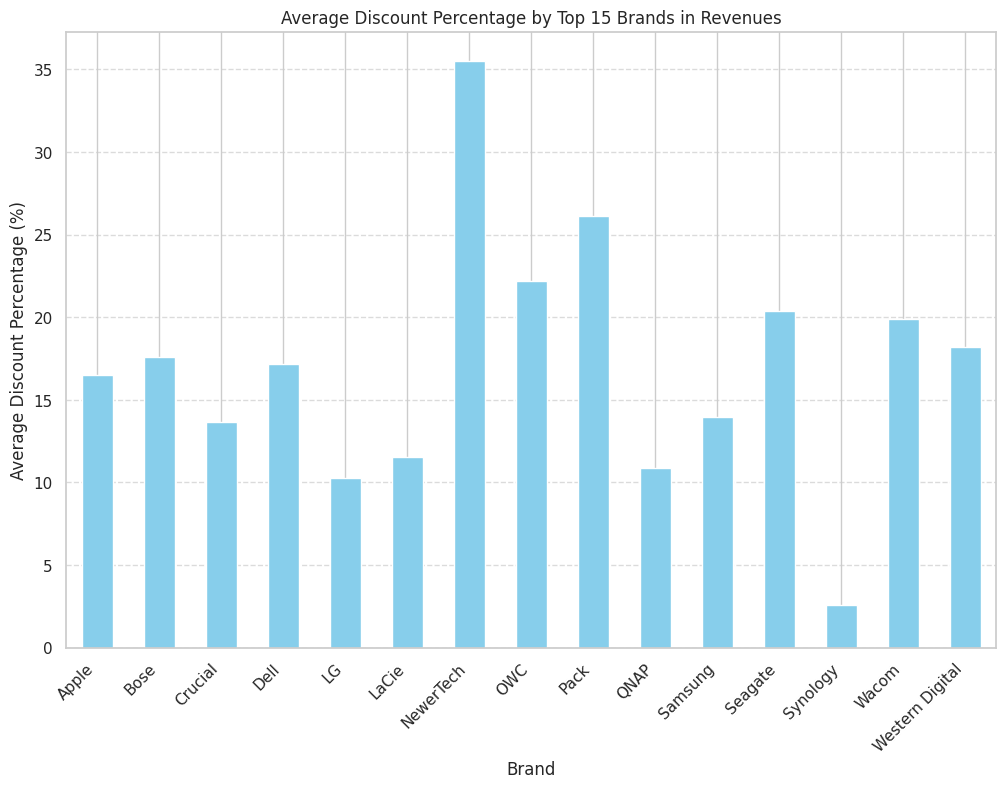 Average Discount Percentage by Top 15 Brands in Revenues
Average Discount Percentage (%)
35
30
25
20
15
10
5
0
Apple
Bose
Crucial
Dell
LG
LaCie
NewerTech
OWC
Pack
QNAP
Samsung
Seagate
Synology
Wacom
Western Digital
Brand